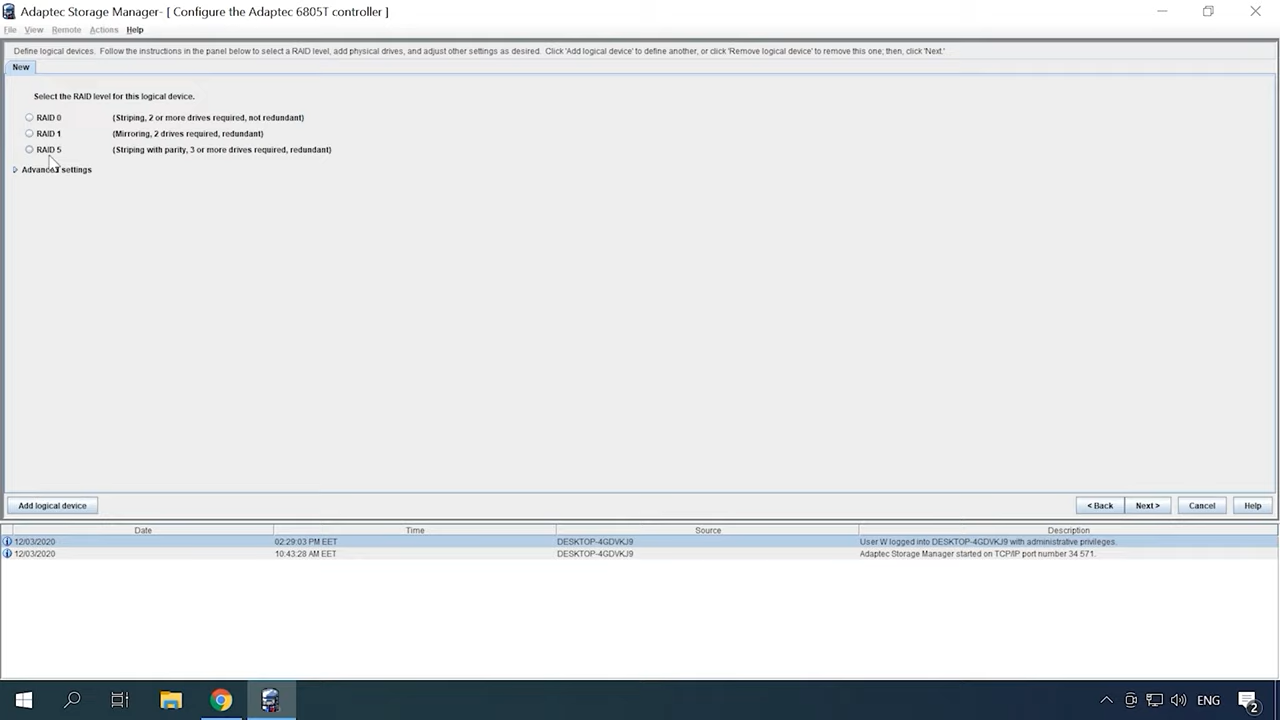 Adaptec Storage Manager- [ Configure the Adaptec 6805T controller ]
File View Remote Actions Help
Define logical devices. Follow the instructions in the panel below to select a RAID level, add physical drives, and adjust other settings as desired. Click 'Add logical device' to define another, or click 'Remove logical device' to remove this one; then, click 'Next.'
New
Select the RAID level for this logical device.
RAID 0 (Striping, 2 or more drives required, not redundant)
RAID 1 (Mirroring, 2 drives required, redundant)
RAID 5 (Striping with parity, 3 or more drives required, redundant)
Advanced settings
Add logical device < Back Next > Cancel Help
Date Time Source Description
12/03/2020 02:29:03 PM EET DESKTOP-4GDVKJ9 User W logged into DESKTOP-4GDVKJ9 with administrative privileges.
12/03/2020 10:43:28 AM EET DESKTOP-4GDVKJ9 Adaptec Storage Manager started on TCP/IP port number 34 571.
ENG 2